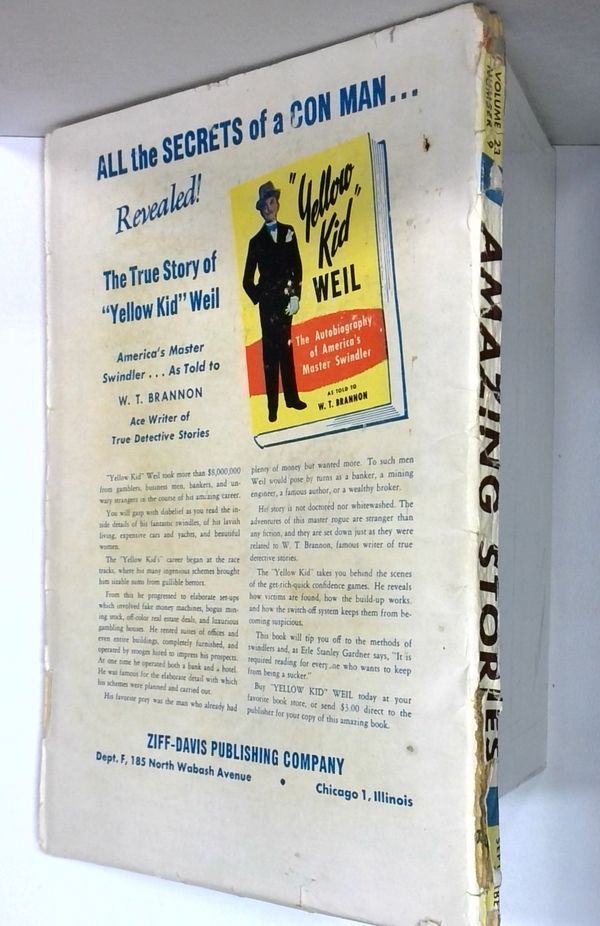 ALL the SECRETS of a CON MAN...
Revealed!
The True Story of
"Yellow Kid" Weil
America's Master
Swindler . . . As Told to
W. T. BRANNON
Ace Writer of
True Detective Stories
"Yellow
Kid"
WEIL
The Autobiography
of America's
Master Swindler
AS TOLD TO
W. T. BRANNON
"Yellow Kid" Weil took more than $8,000,000
from gamblers, business men, bankers, and un-
wary strangers in the course of his amazing career.
You will gasp with disbelief as you read the in-
side details of his fantastic swindles, of his lavish
living, expensive cars and yachts, and beautiful
women.
The "Yellow Kid's" career began at the race
tracks, where his many ingenious schemes brought
him sizable sums from gullible bettors.
From this he progressed to elaborate set-ups
which involved fake money machines, bogus min-
ing stock, off-color real estate deals, and luxurious
gambling houses. He rented suites of offices and
even entire buildings, completely furnished, and
operated by stooges hired to impress his prospects.
At one time he operated both a bank and a hotel.
He was famous for the elaborate detail with which
his schemes were planned and carried out.
His favorite prey was the man who already had
plenty of money but wanted more. To such men
Weil would pose by turns as a banker, a mining
engineer, a famous author, or a wealthy broker.
His story is not doctored nor whitewashed. The
adventures of this master rogue are stranger than
any fiction, and they are set down just as they were
related to W. T. Brannon, famous writer of true
detective stories.
The "Yellow Kid" takes you behind the scenes
of the get-rich-quick confidence games. He reveals
how victims are found, how the build-up works,
and how the switch-off system keeps them from be-
coming suspicious.
This book will tip you off to the methods of
swindlers and, as Erle Stanley Gardner says, "It is
required reading for every one who wants to keep
from being a sucker."
Buy "YELLOW KID" WEIL today at your
favorite book store, or send $3.00 direct to the
publisher for your copy of this amazing book.
ZIFF-DAVIS PUBLISHING COMPANY
Dept. F, 185 North Wabash Avenue • Chicago 1, Illinois
VOLUME 23
NUMBER 9
AMAZING STORIES